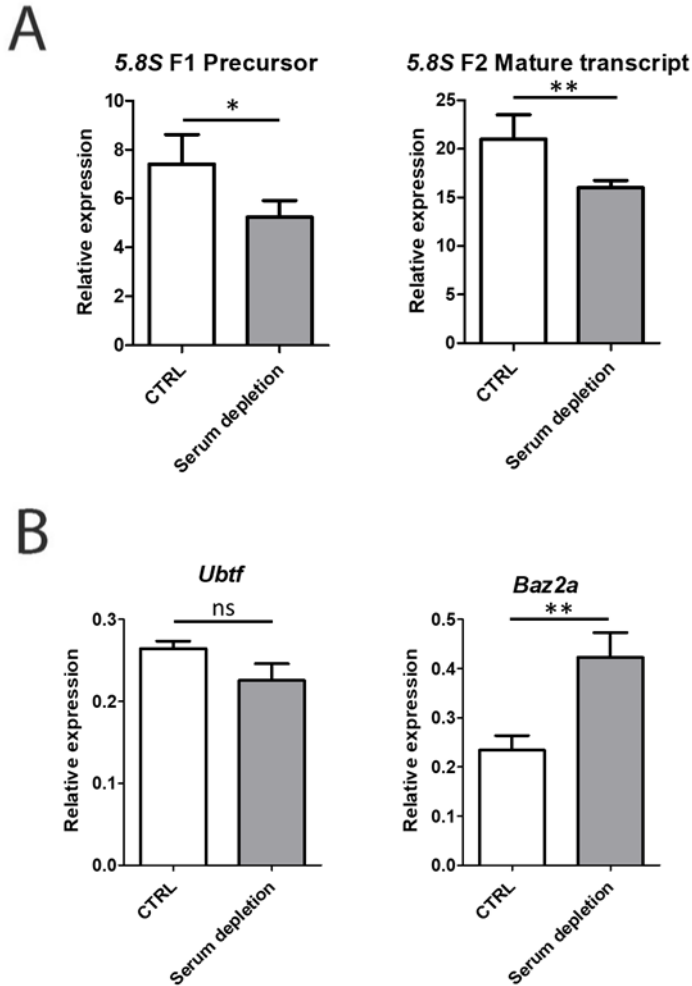 A
5.8S F1 Precursor
*
Relative expression
10
8
6
4
2
0
CTRL
Serum depletion
5.8S F2 Mature transcript
**
Relative expression
25
20
15
10
5
0
CTRL
Serum depletion
B
Ubtf
ns
Relative expression
0.3
0.2
0.1
0.0
CTRL
Serum depletion
Baz2a
**
Relative expression
0.5
0.4
0.3
0.2
0.1
0.0
CTRL
Serum depletion